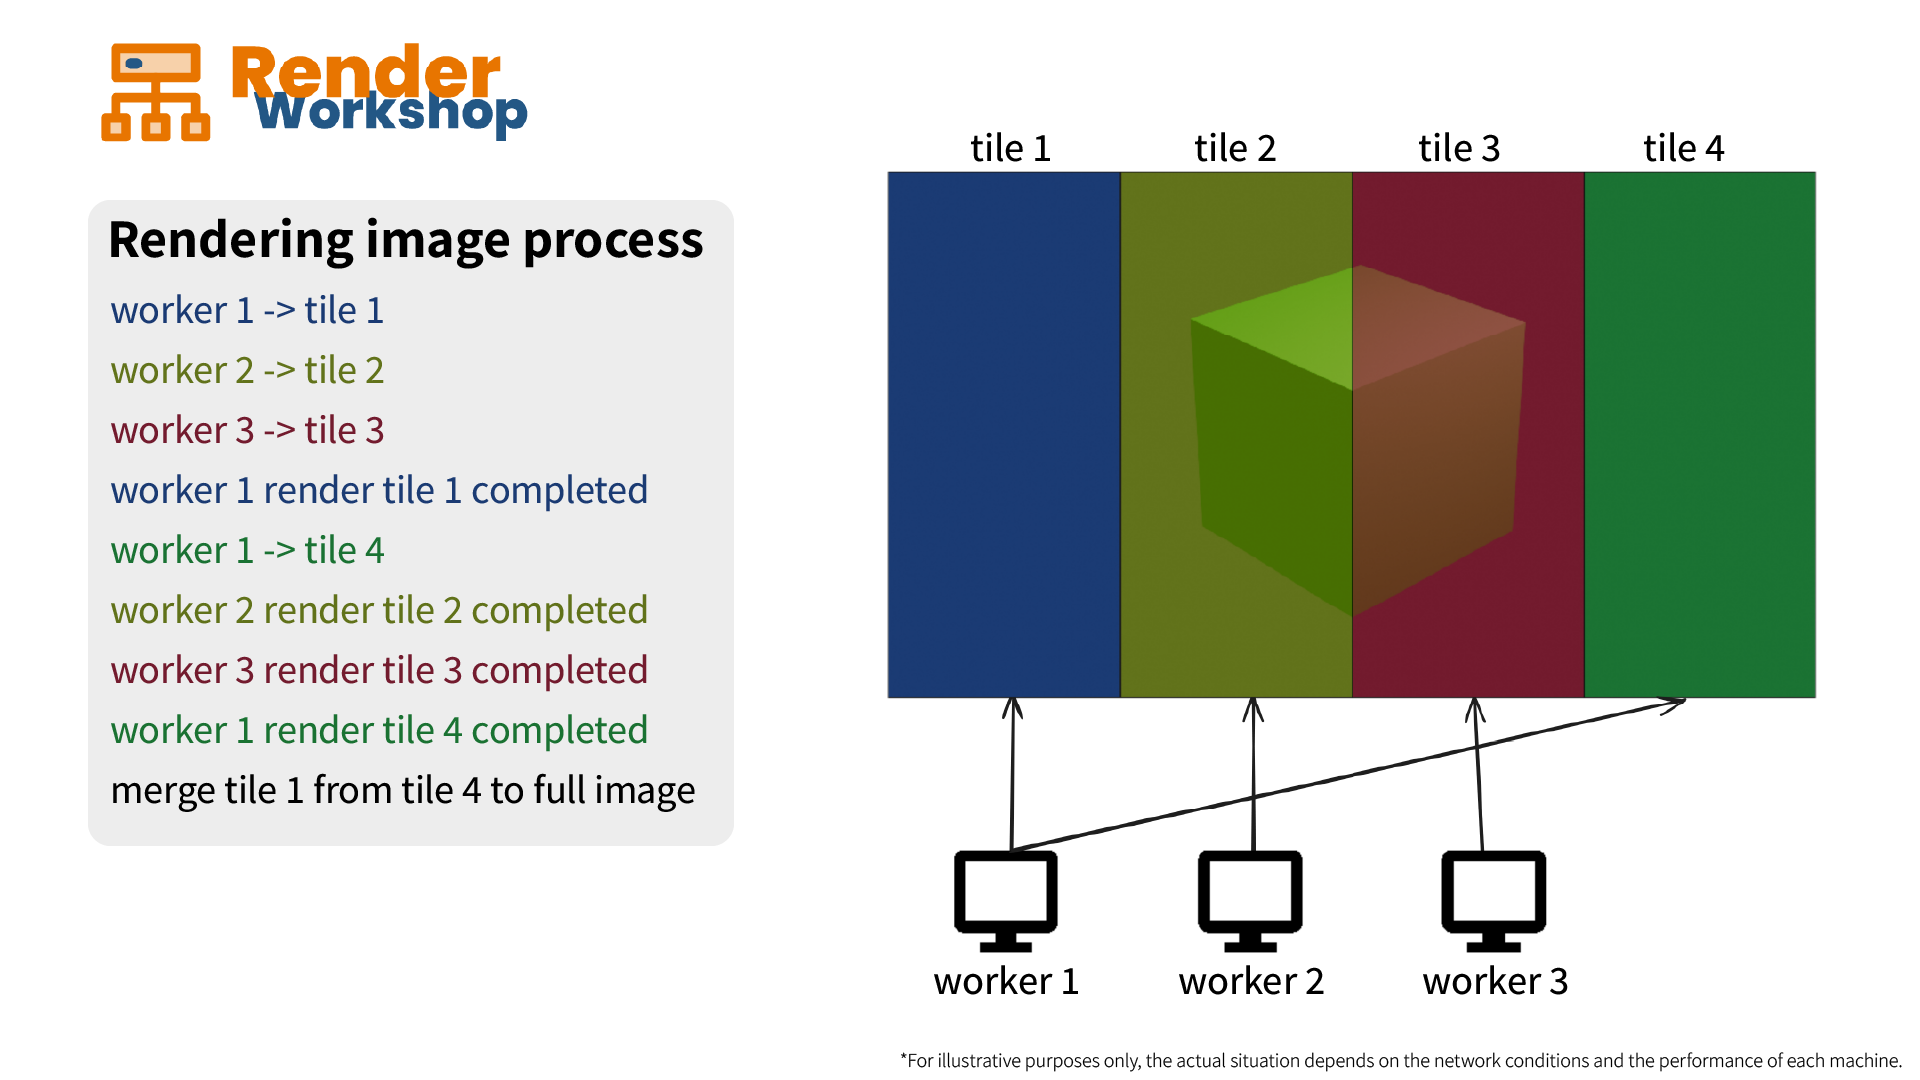 Render
Workshop
Rendering image process
worker 1 -> tile 1
worker 2 -> tile 2
worker 3 -> tile 3
worker 1 render tile 1 completed
worker 1 -> tile 4
worker 2 render tile 2 completed
worker 3 render tile 3 completed
worker 1 render tile 4 completed
merge tile 1 from tile 4 to full image
tile 1 tile 2 tile 3 tile 4
worker 1 worker 2 worker 3
*For illustrative purposes only, the actual situation depends on the network conditions and the performance of each machine.